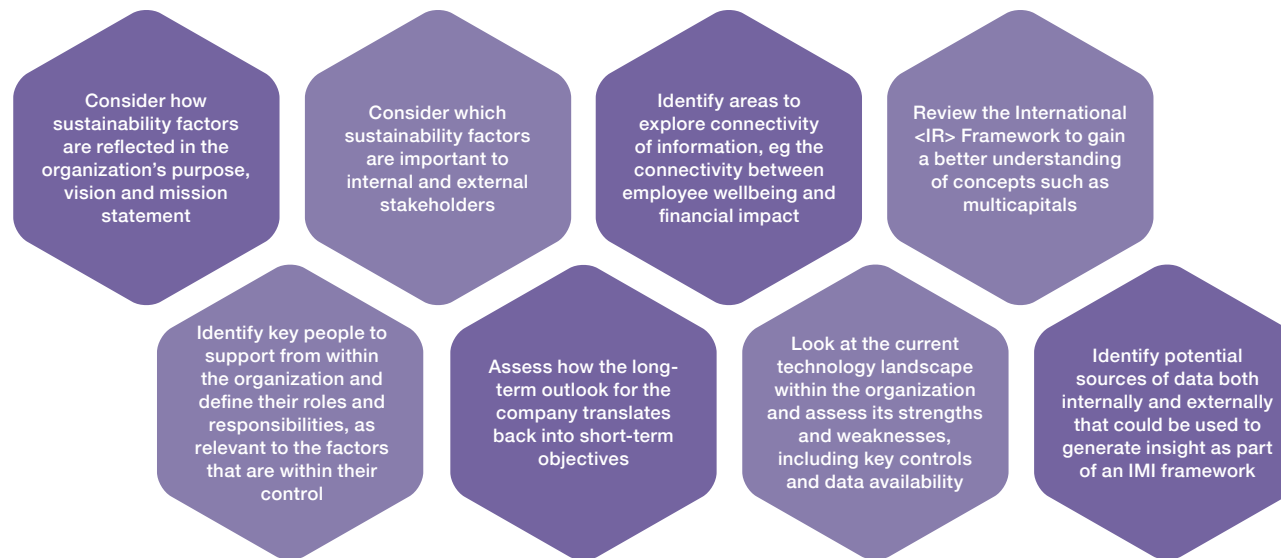 Consider how
sustainability factors
are reflected in the
organization's purpose,
vision and mission
statement
Consider which
sustainability factors
are important to
internal and external
stakeholders
Identify areas to
explore connectivity
of information, eg the
connectivity between
employee wellbeing and
financial impact
Review the International
<IR> Framework to gain
a better understanding
of concepts such as
multicapitals
Identify key people to
support from within
the organization and
define their roles and
responsibilities, as
relevant to the factors
that are within their
control
Assess how the long-
term outlook for the
company translates
back into short-term
objectives
Look at the current
technology landscape
within the organization
and assess its strengths
and weaknesses,
including key controls
and data availability
Identify potential
sources of data both
internally and externally
that could be used to
generate insight as part
of an IMI framework